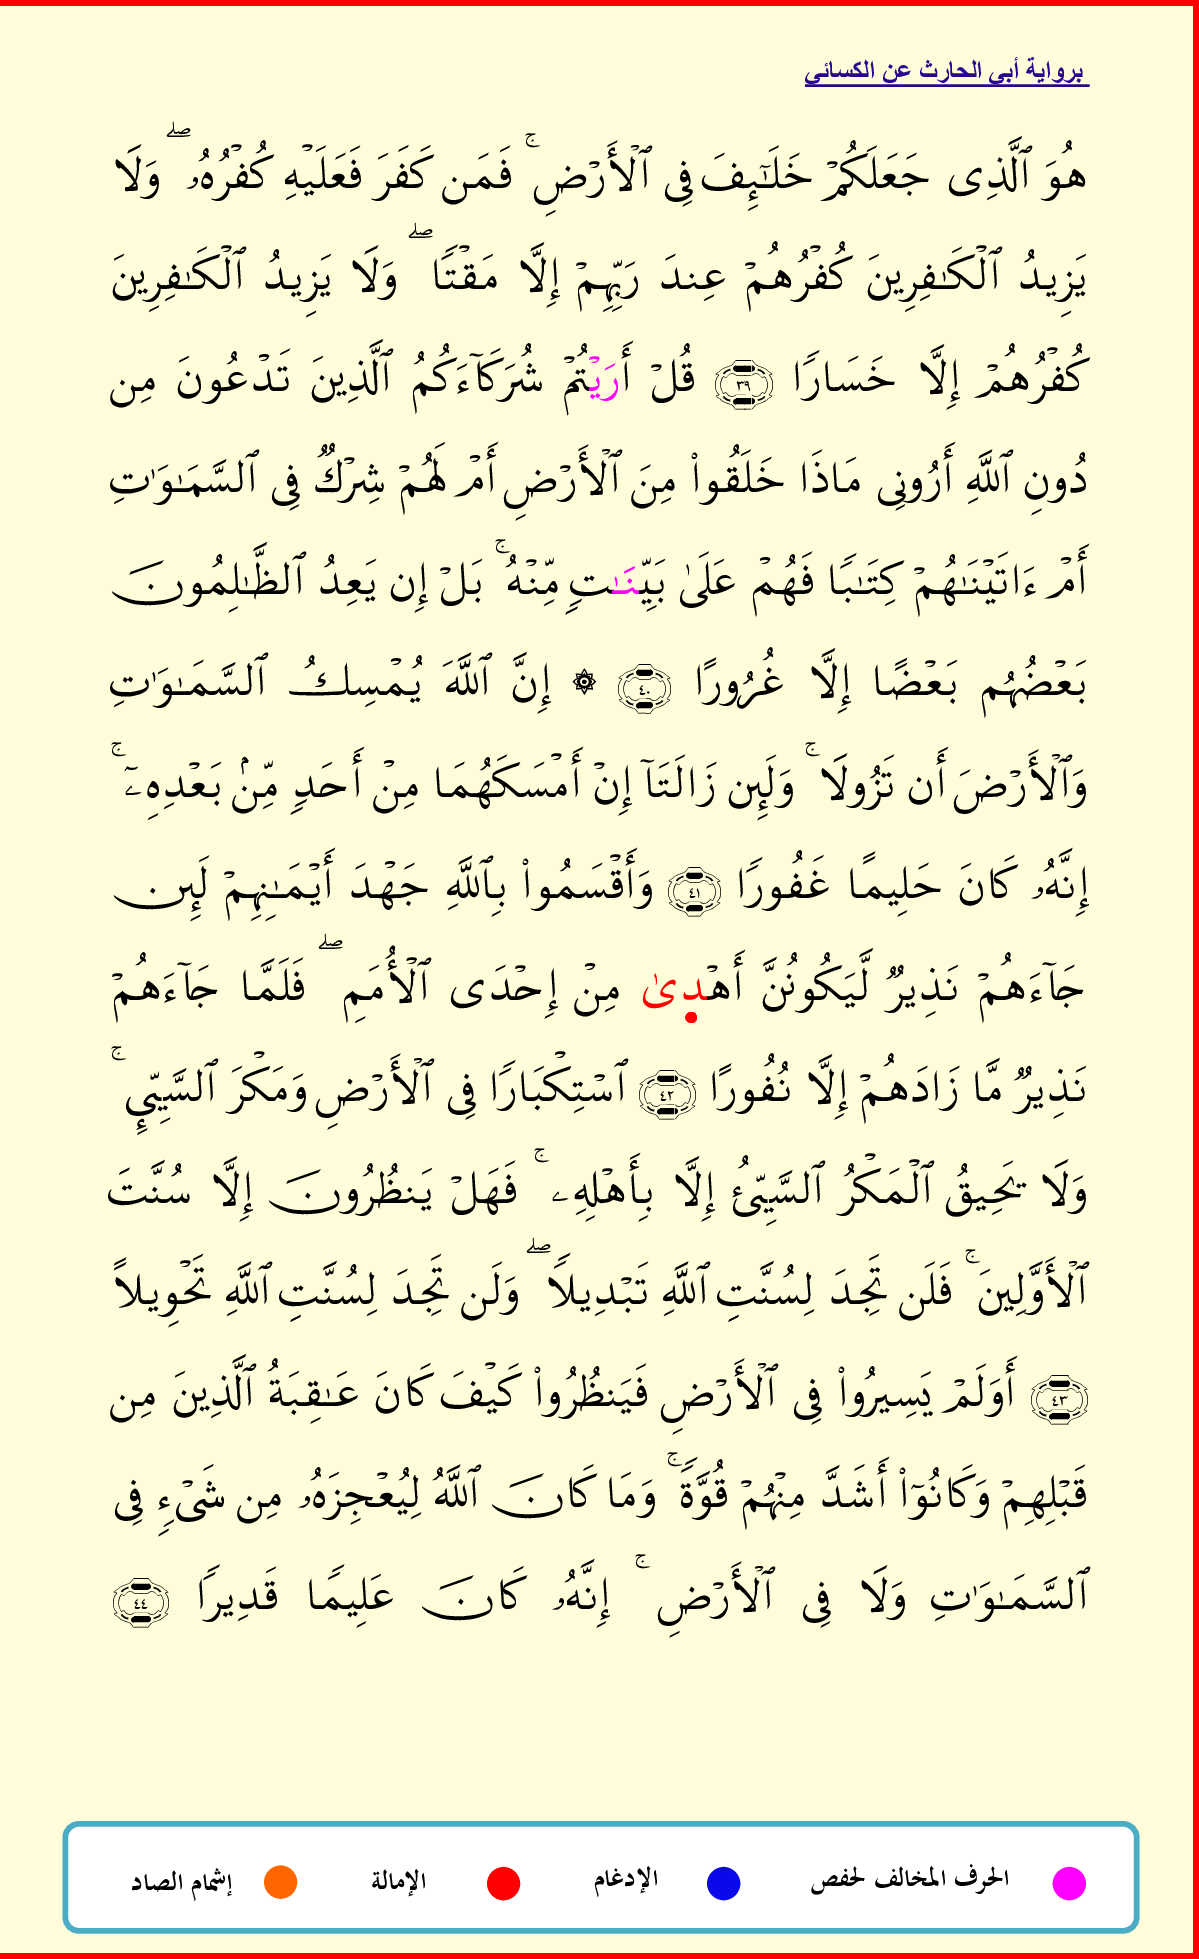 برواية أبي الحارث عن الكسائي
هُوَ ٱلَّذِى جَعَلَكُمْ خَلَٰٓئِفَ فِى ٱلْأَرْضِ ۚ فَمَن كَفَرَ فَعَلَيْهِ كُفْرُهُۥ ۖ وَلَا
يَزِيدُ ٱلْكَٰفِرِينَ كُفْرُهُمْ عِندَ رَبِّهِمْ إِلَّا مَقْتًا ۖ وَلَا يَزِيدُ ٱلْكَٰفِرِينَ
كُفْرُهُمْ إِلَّا خَسَارًا ٣٩ قُلْ أَرَيْتُمْ شُرَكَآءَكُمُ ٱلَّذِينَ تَدْعُونَ مِن
دُونِ ٱللَّهِ أَرُونِى مَاذَا خَلَقُوا۟ مِنَ ٱلْأَرْضِ أَمْ لَهُمْ شِرْكٌ فِى ٱلسَّمَٰوَٰتِ
أَمْ ءَاتَيْنَٰهُمْ كِتَٰبًا فَهُمْ عَلَىٰ بَيِّنَٰتٍ مِّنْهُ ۚ بَلْ إِن يَعِدُ ٱلظَّٰلِمُونَ
بَعْضُهُم بَعْضًا إِلَّا غُرُورًا ٤٠ ۞ إِنَّ ٱللَّهَ يُمْسِكُ ٱلسَّمَٰوَٰتِ
وَٱلْأَرْضَ أَن تَزُولَا ۚ وَلَئِن زَالَتَآ إِنْ أَمْسَكَهُمَا مِنْ أَحَدٍ مِّنۢ بَعْدِهِۦٓ ۚ
إِنَّهُۥ كَانَ حَلِيمًا غَفُورًا ٤١ وَأَقْسَمُوا۟ بِٱللَّهِ جَهْدَ أَيْمَٰنِهِمْ لَئِن
جَآءَهُمْ نَذِيرٌ لَّيَكُونُنَّ أَهْدِىٰ مِنْ إِحْدَى ٱلْأُمَمِ ۖ فَلَمَّا جَآءَهُمْ
نَذِيرٌ مَّا زَادَهُمْ إِلَّا نُفُورًا ٤٢ ٱسْتِكْبَارًا فِى ٱلْأَرْضِ وَمَكْرَ ٱلسَّيِّئِ ۚ
وَلَا يَحِيقُ ٱلْمَكْرُ ٱلسَّيِّئُ إِلَّا بِأَهْلِهِۦ ۚ فَهَلْ يَنظُرُونَ إِلَّا سُنَّتَ
ٱلْأَوَّلِينَ ۚ فَلَن تَجِدَ لِسُنَّتِ ٱللَّهِ تَبْدِيلًا ۖ وَلَن تَجِدَ لِسُنَّتِ ٱللَّهِ تَحْوِيلًا
٤٣ أَوَلَمْ يَسِيرُوا۟ فِى ٱلْأَرْضِ فَيَنظُرُوا۟ كَيْفَ كَانَ عَٰقِبَةُ ٱلَّذِينَ مِن
قَبْلِهِمْ وَكَانُوٓا۟ أَشَدَّ مِنْهُمْ قُوَّةً ۚ وَمَا كَانَ ٱللَّهُ لِيُعْجِزَهُۥ مِن شَىْءٍ فِى
ٱلسَّمَٰوَٰتِ وَلَا فِى ٱلْأَرْضِ ۚ إِنَّهُۥ كَانَ عَلِيمًا قَدِيرًا ٤٤
الحرف المخالف لحفص الإدغام الإمالة إشمام الصاد